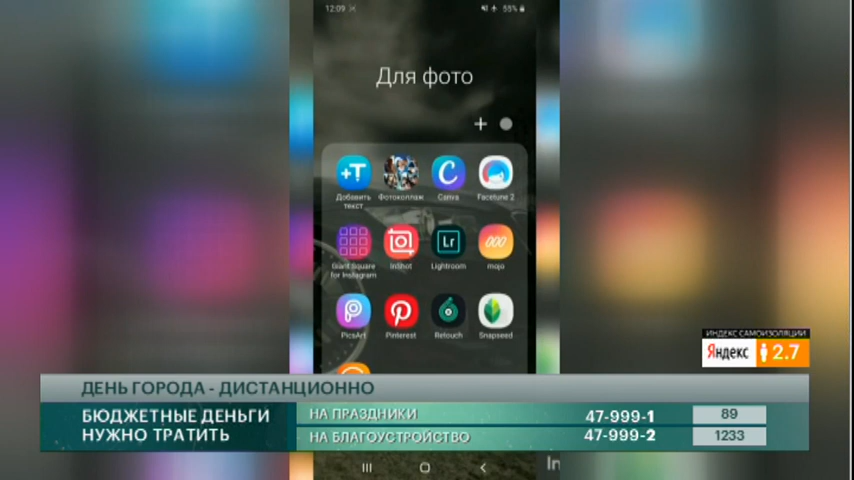 12:09
55%
Для фото
+T
Добавить текст
Фотоколлаж
C
Canva
Facetune 2
Giant Square for Instagram
InShot
Lr
Lightroom
mojo
PicsArt
Pinterest
Retouch
Snapseed
ИНДЕКС САМОИЗОЛЯЦИИ
Яндекс 2.7
ДЕНЬ ГОРОДА - ДИСТАНЦИОННО
БЮДЖЕТНЫЕ ДЕНЬГИ
НУЖНО ТРАТИТЬ
НА ПРАЗДНИКИ 47-999-1 89
НА БЛАГОУСТРОЙСТВО 47-999-2 1233
In